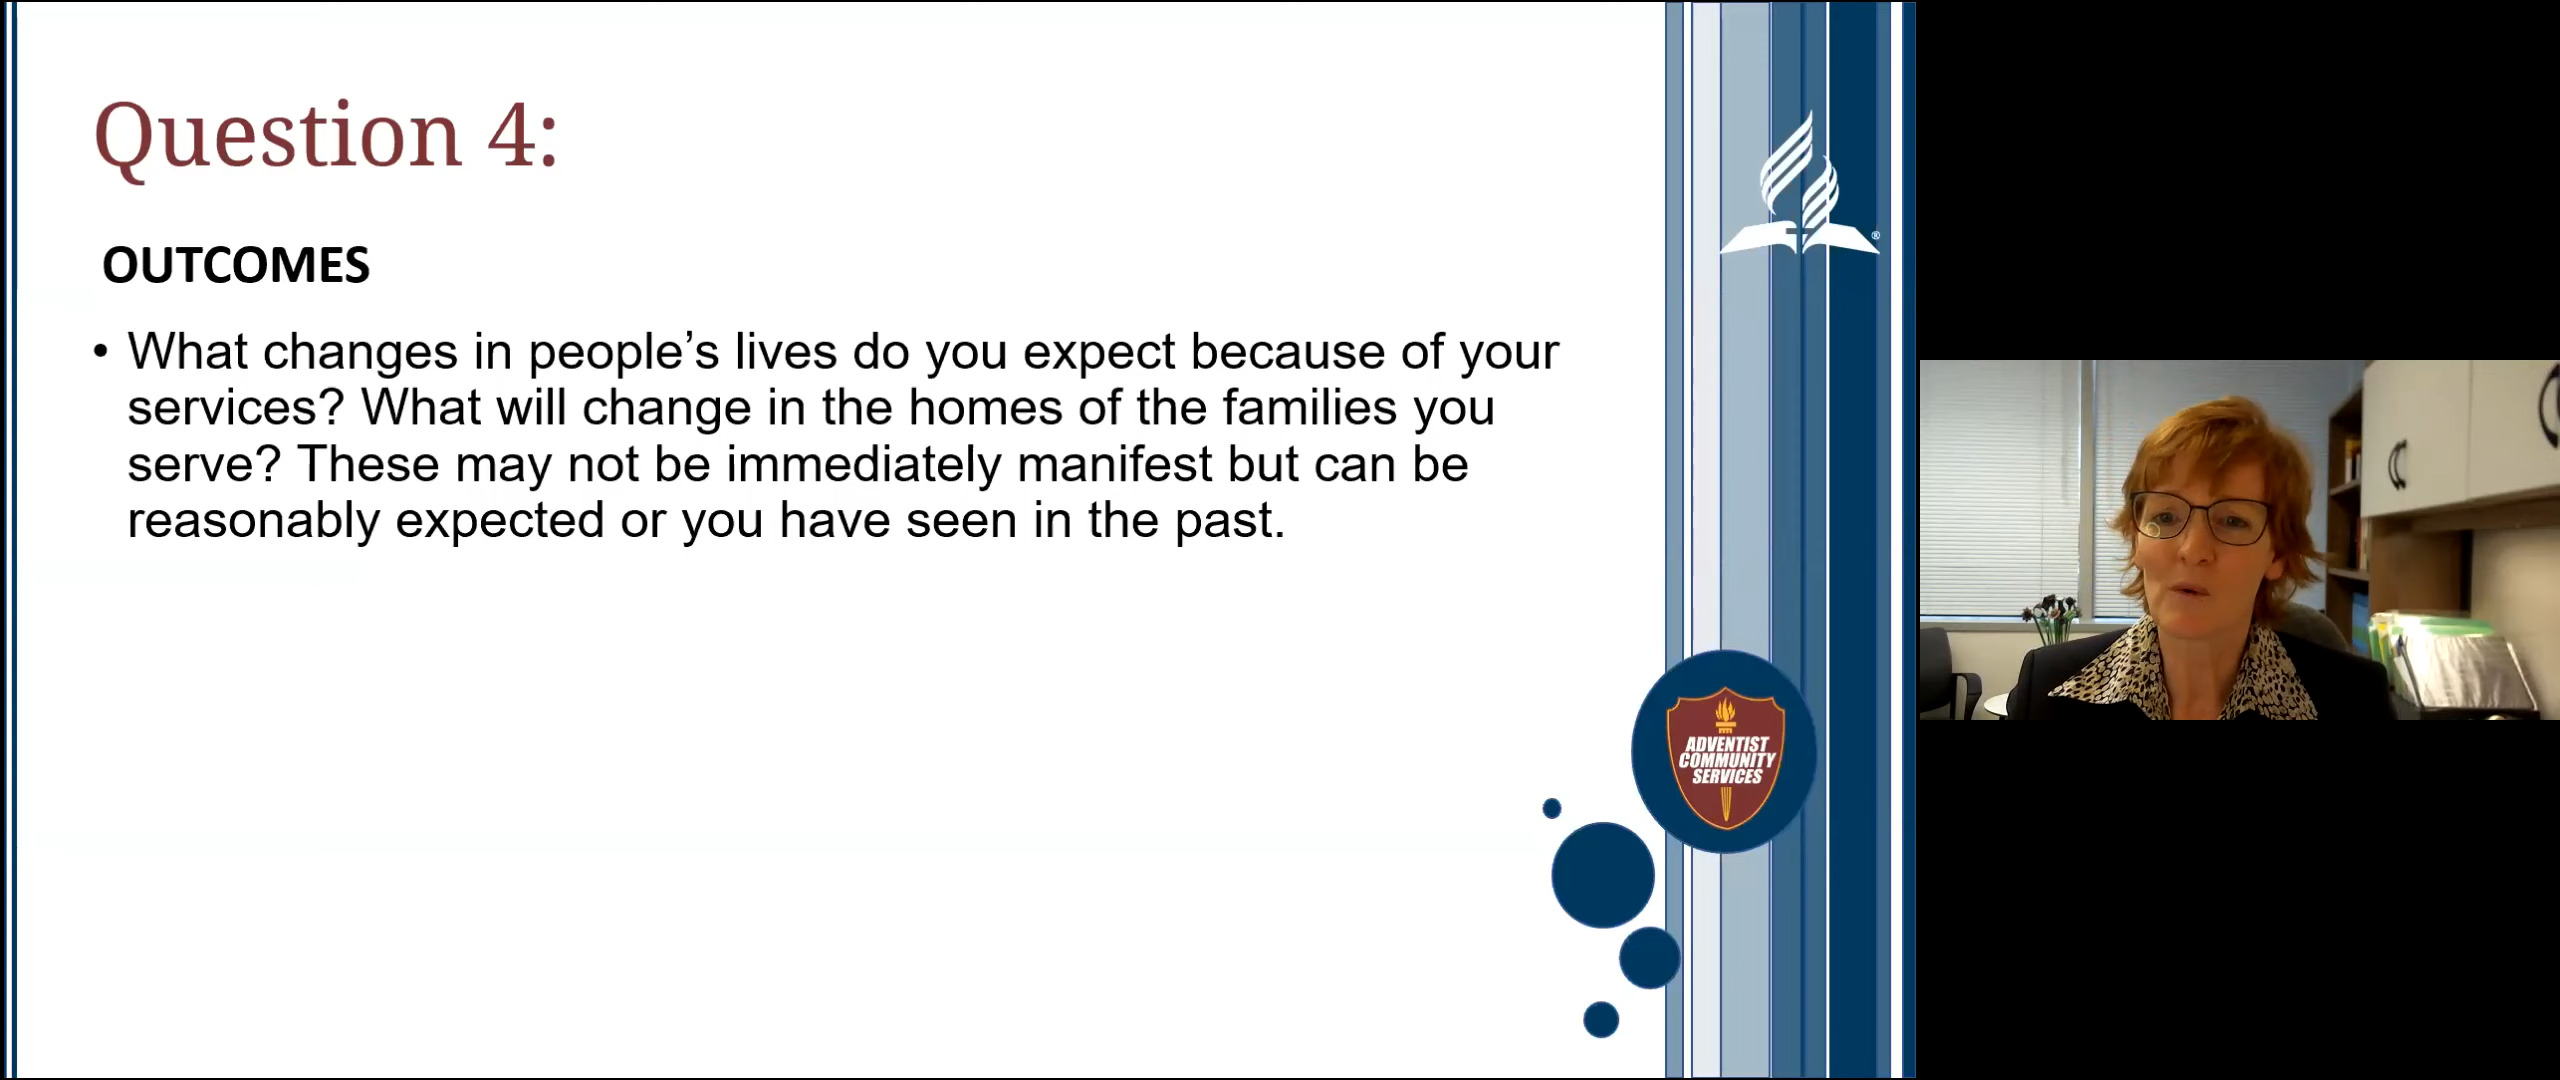 Question 4:
OUTCOMES
• What changes in people’s lives do you expect because of your
services? What will change in the homes of the families you
serve? These may not be immediately manifest but can be
reasonably expected or you have seen in the past.
®
ADVENTIST
COMMUNITY
SERVICES